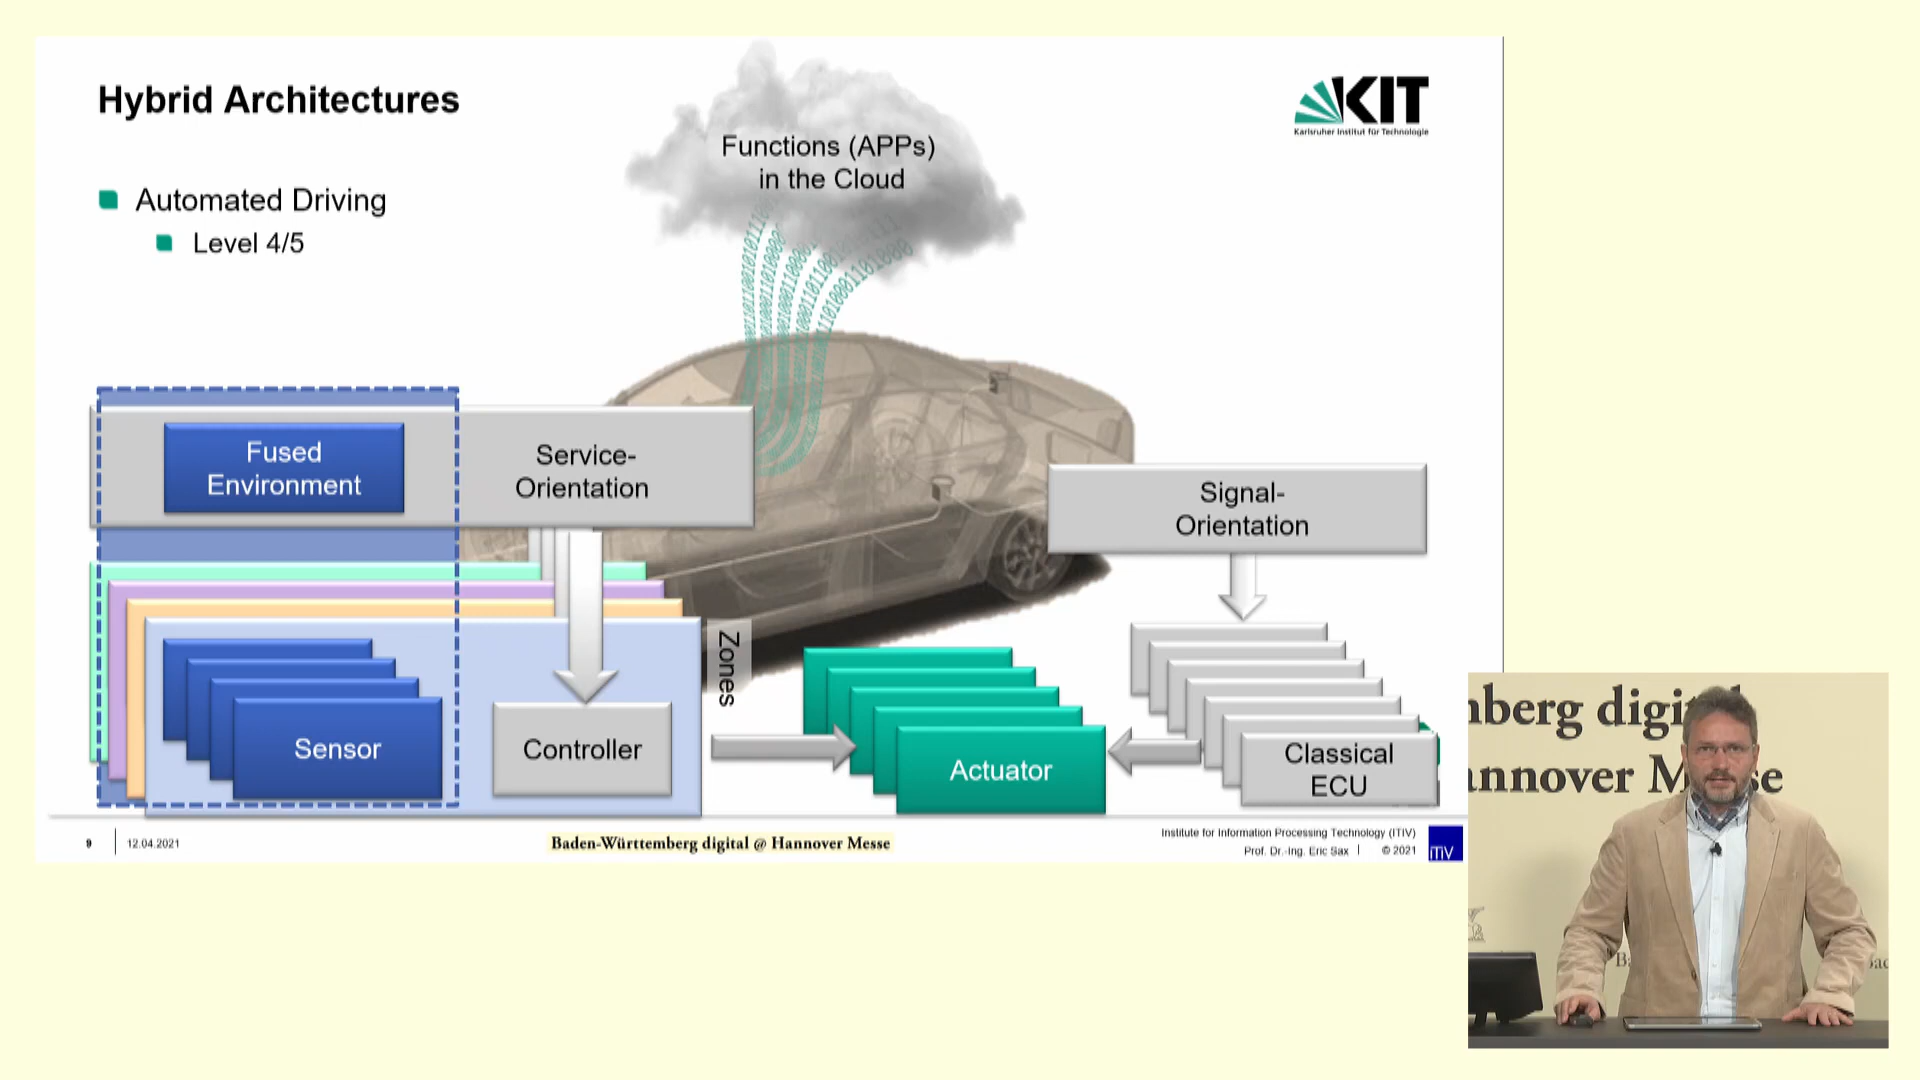 Hybrid Architectures
KIT
Karlsruher Institut für Technologie
Functions (APPs)
in the Cloud
Automated Driving
Level 4/5
Fused
Environment
Service-
Orientation
Signal-
Orientation
Zones
Sensor
Controller
Actuator
Classical
ECU
9
12.04.2021
Baden-Württemberg digital @ Hannover Messe
Institute for Information Processing Technology (ITIV)
Prof. Dr.-Ing. Eric Sax |
© 2021
ITIV